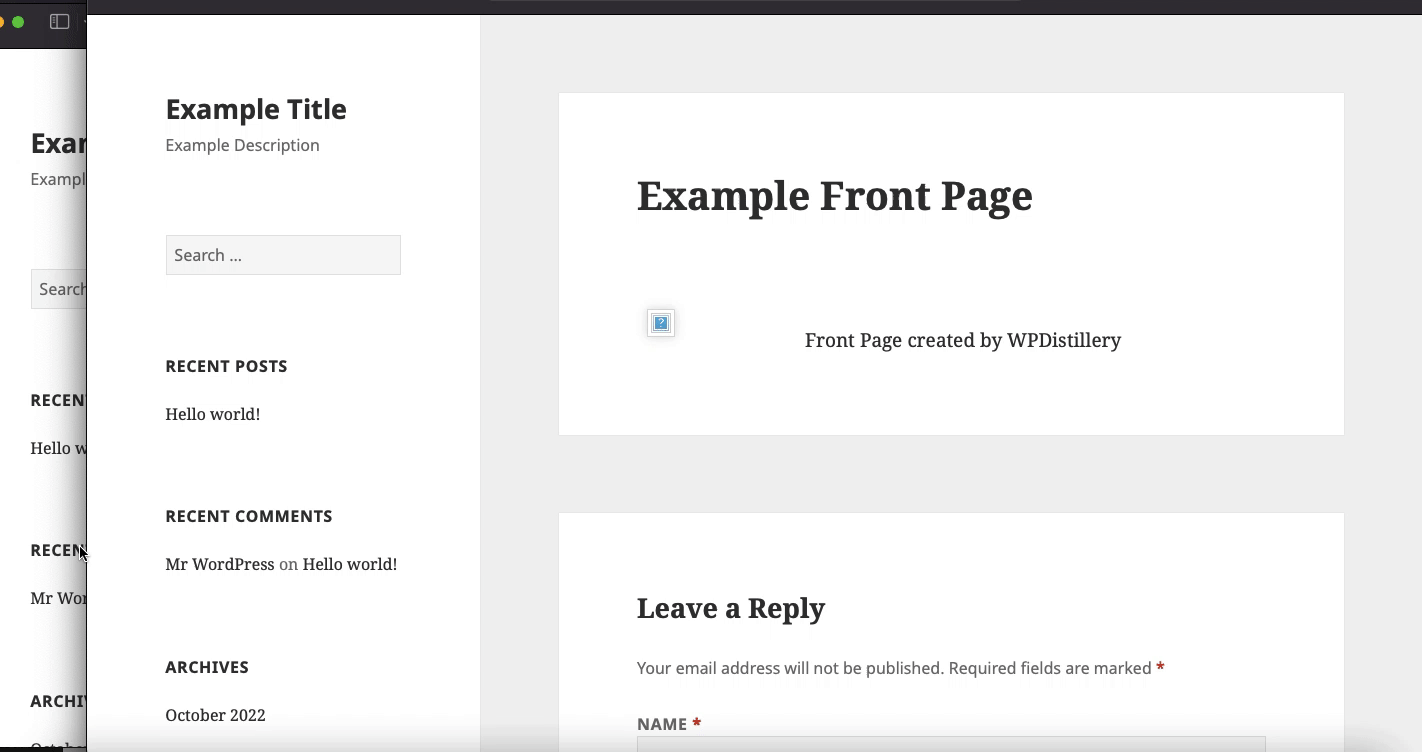 Exar
Exampl
Search
RECEN
Hello w
RECEN
Mr Wor
ARCHIV
Example Title
Example Description
Search ...
RECENT POSTS
Hello world!
RECENT COMMENTS
Mr WordPress on Hello world!
ARCHIVES
October 2022
Example Front Page
?
Front Page created by WPDistillery
Leave a Reply
Your email address will not be published. Required fields are marked *
NAME *